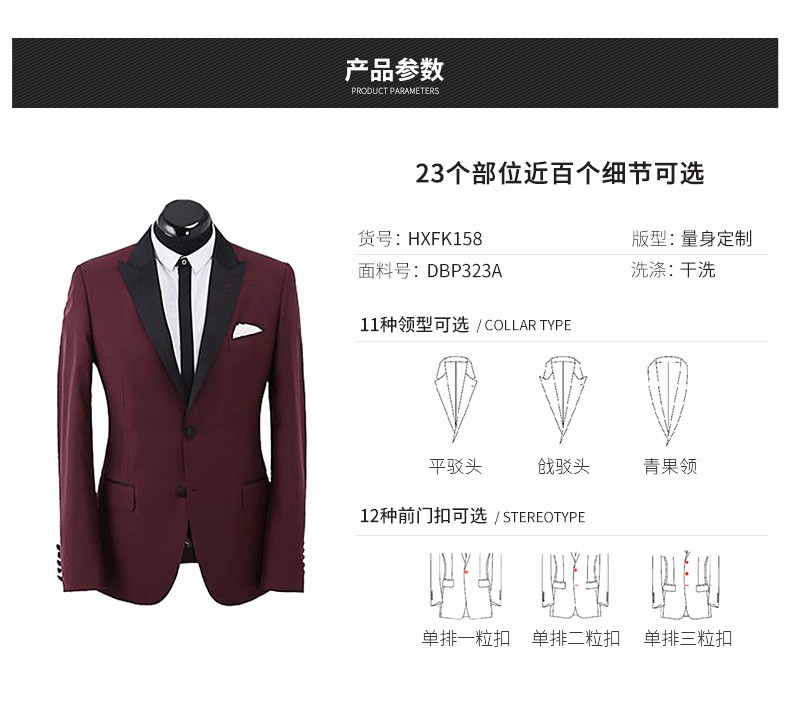 产品参数
PRODUCT PARAMETERS
23个部位近百个细节可选
货号：HXFK158
版型：量身定制
面料号：DBP323A
洗涤：干洗
11种领型可选 / COLLAR TYPE
平驳头
戗驳头
青果领
12种前门扣可选 / STEREOTYPE
单排一粒扣
单排二粒扣
单排三粒扣